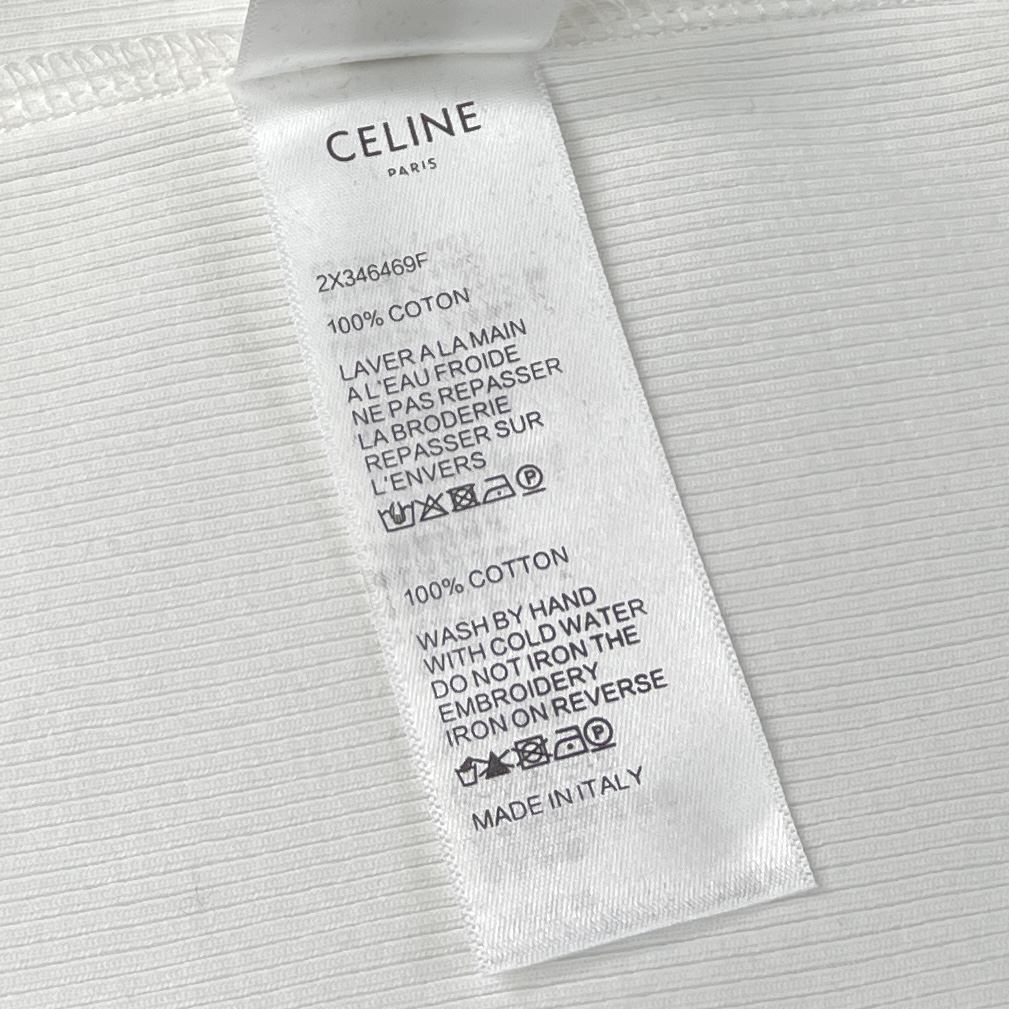 CELINE
PARIS
2X346469F
100% COTON
LAVER A LA MAIN
A L'EAU FROIDE
NE PAS REPASSER
LA BRODERIE
REPASSER SUR
L'ENVERS
P
100% COTTON
WASH BY HAND
WITH COLD WATER
DO NOT IRON THE
EMBROIDERY
IRON ON REVERSE
P
MADE IN ITALY